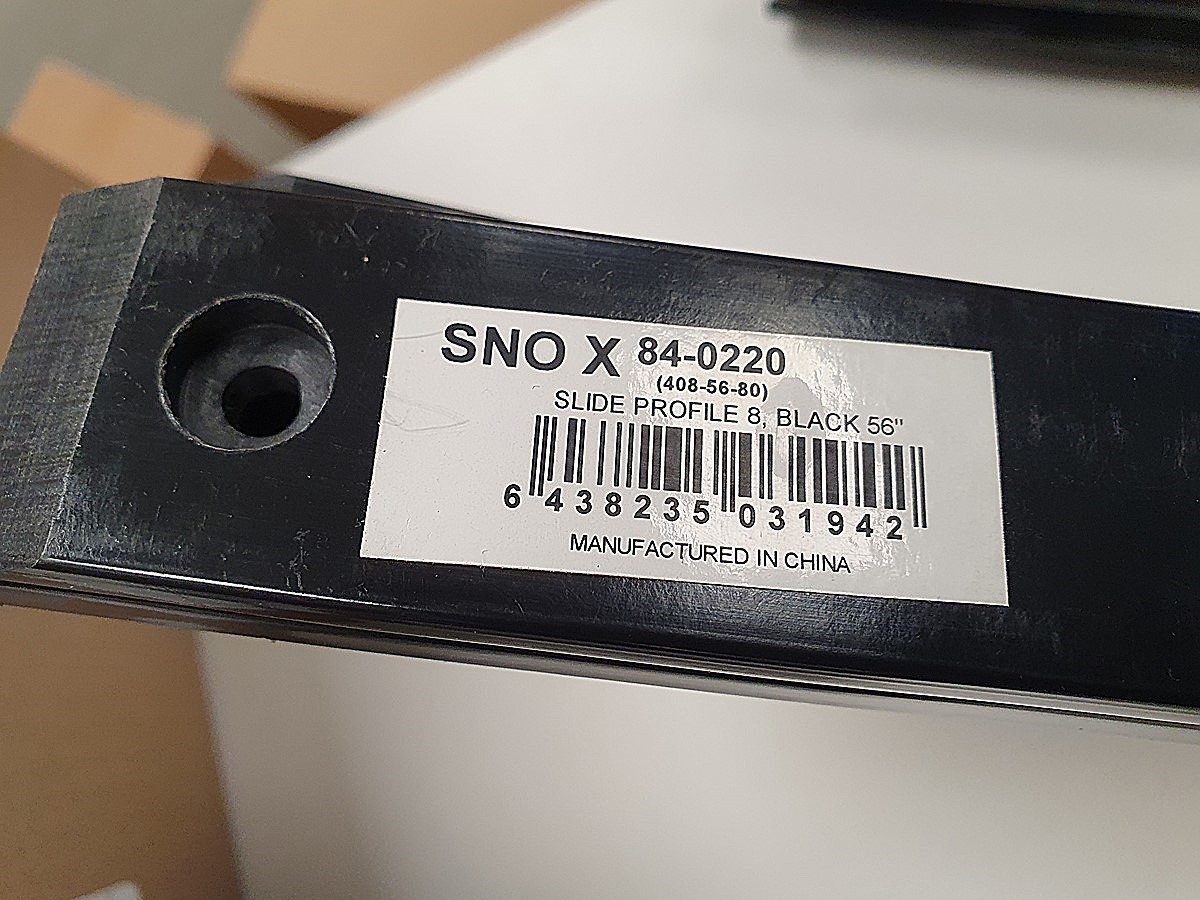 SNO X 84-0220
(408-56-80)
SLIDE PROFILE 8, BLACK 56"
6 438235 031942
MANUFACTURED IN CHINA